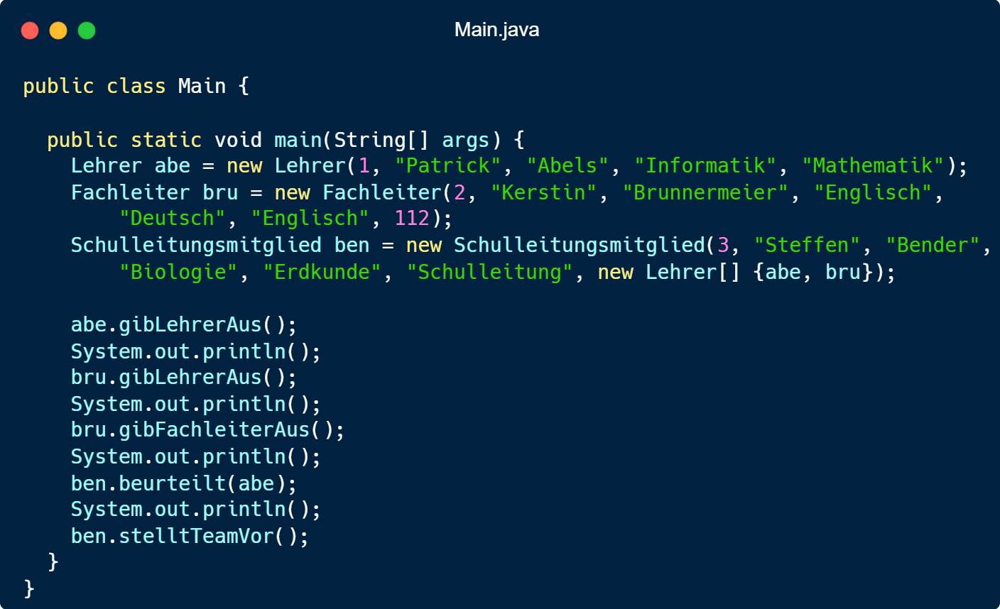 Main.java
public class Main {
public static void main(String[] args) {
Lehrer abe = new Lehrer(1, "Patrick", "Abels", "Informatik", "Mathematik");
Fachleiter bru = new Fachleiter(2, "Kerstin", "Brunnermeier", "Englisch",
"Deutsch", "Englisch", 112);
Schulleitungsmitglied ben = new Schulleitungsmitglied(3, "Steffen", "Bender",
"Biologie", "Erdkunde", "Schulleitung", new Lehrer[] {abe, bru});
abe.gibLehrerAus();
System.out.println();
bru.gibLehrerAus();
System.out.println();
bru.gibFachleiterAus();
System.out.println();
ben.beurteilt(abe);
System.out.println();
ben.stelltTeamVor();
}
}